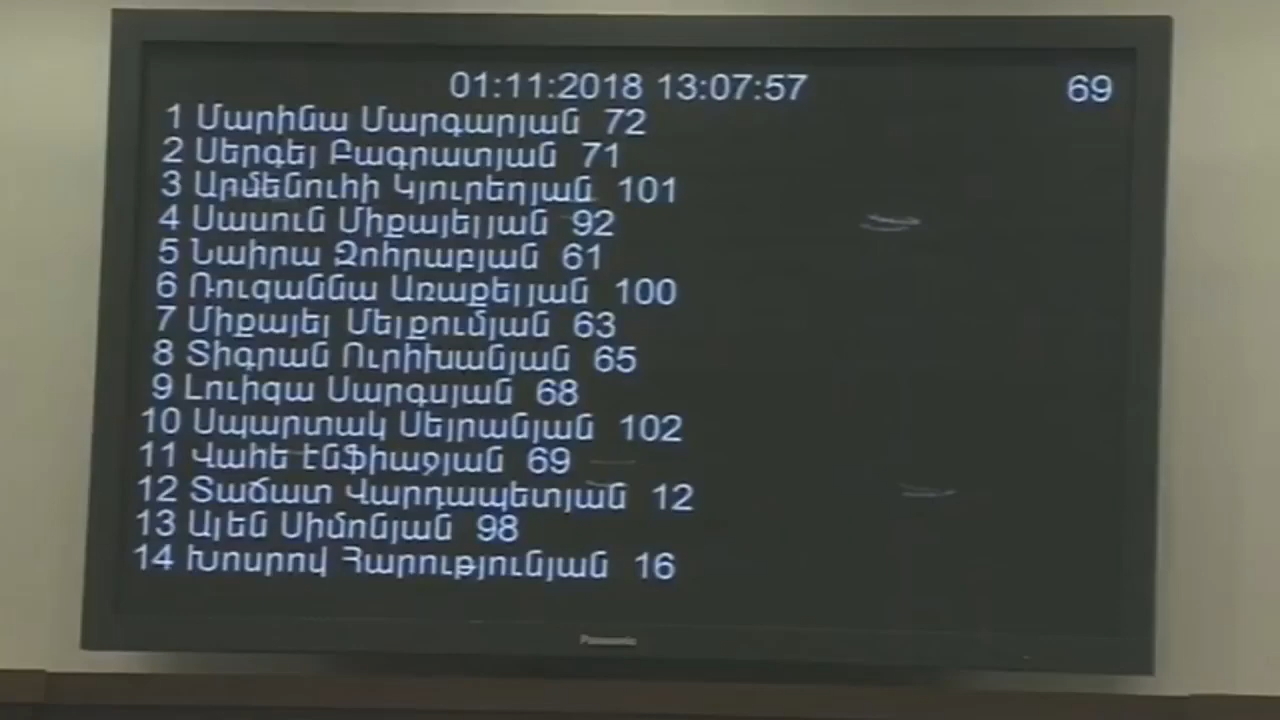 01:11:2018 13:07:57 69
1 Մարինա Մարգարյան 72
2 Սերգեյ Բագրատյան 71
3 Արմենուհի Կյուրեղյան 101
4 Սասուն Միքայելյան 92
5 Նաիրա Զոհրաբյան 61
6 Ռուզաննա Առաքելյան 100
7 Միքայել Մելքումյան 63
8 Տիգրան Ուրիխանյան 65
9 Լուիզա Սարգսյան 68
10 Սպարտակ Սեյրանյան 102
11 Վահե Էնֆիաջյան 69
12 Տաճատ Վարդապետյան 12
13 Ալեն Սիմոնյան 98
14 Խոսրով Հարությունյան 16
Panasonic